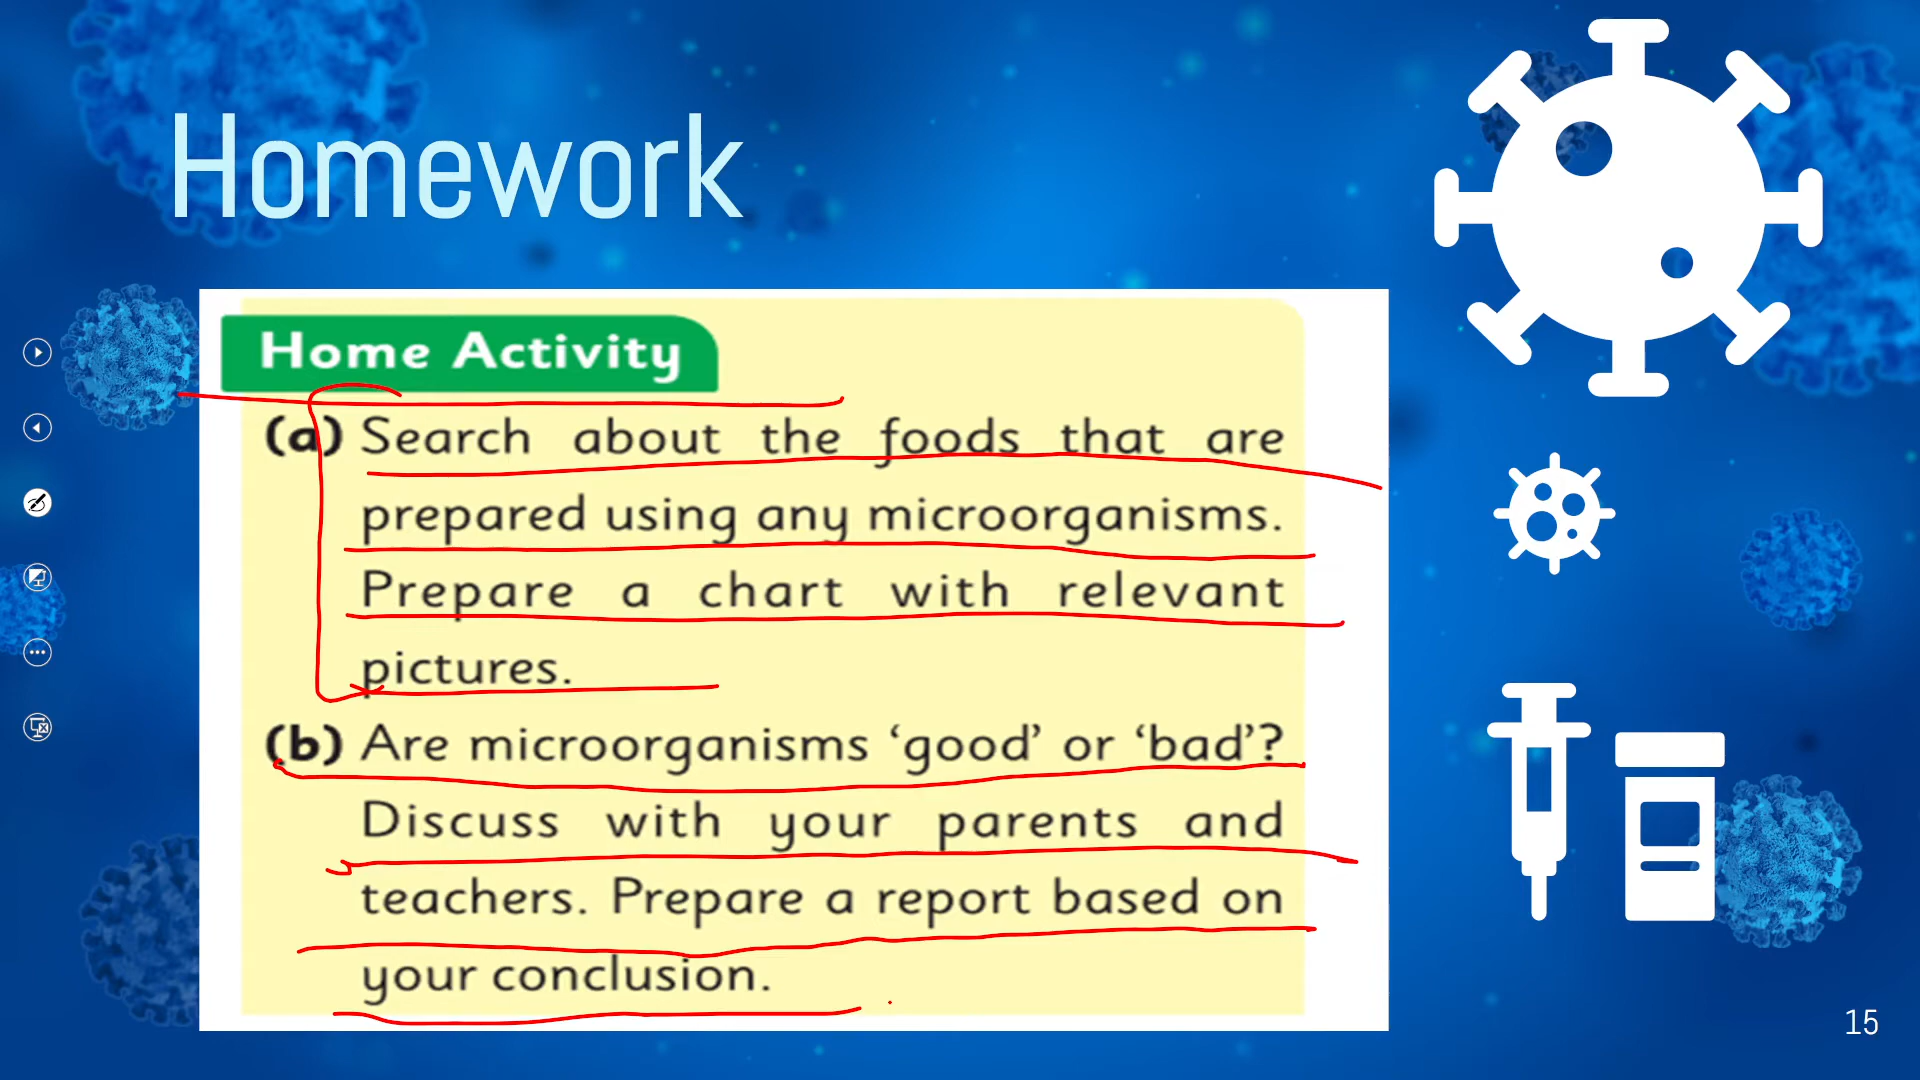 Homework
Home Activity
(a) Search about the foods that are
prepared using any microorganisms.
Prepare a chart with relevant
pictures.
(b) Are microorganisms ‘good’ or ‘bad’?
Discuss with your parents and
teachers. Prepare a report based on
your conclusion.
15